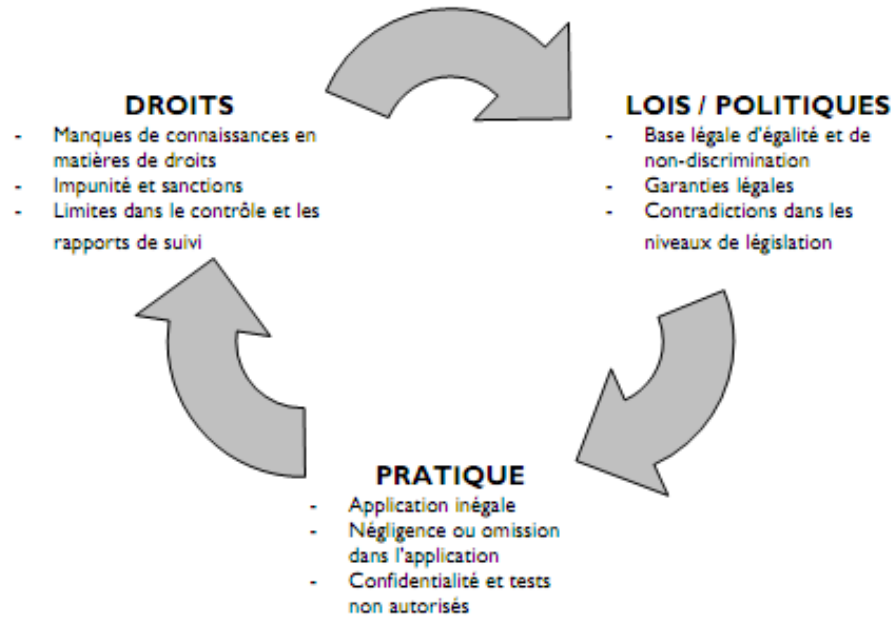 DROITS
- Manques de connaissances en
matières de droits
- Impunité et sanctions
- Limites dans le contrôle et les
rapports de suivi
LOIS / POLITIQUES
- Base légale d'égalité et de
non-discrimination
- Garanties légales
- Contradictions dans les
niveaux de législation
PRATIQUE
- Application inégale
- Négligence ou omission
dans l'application
- Confidentialité et tests
non autorisés